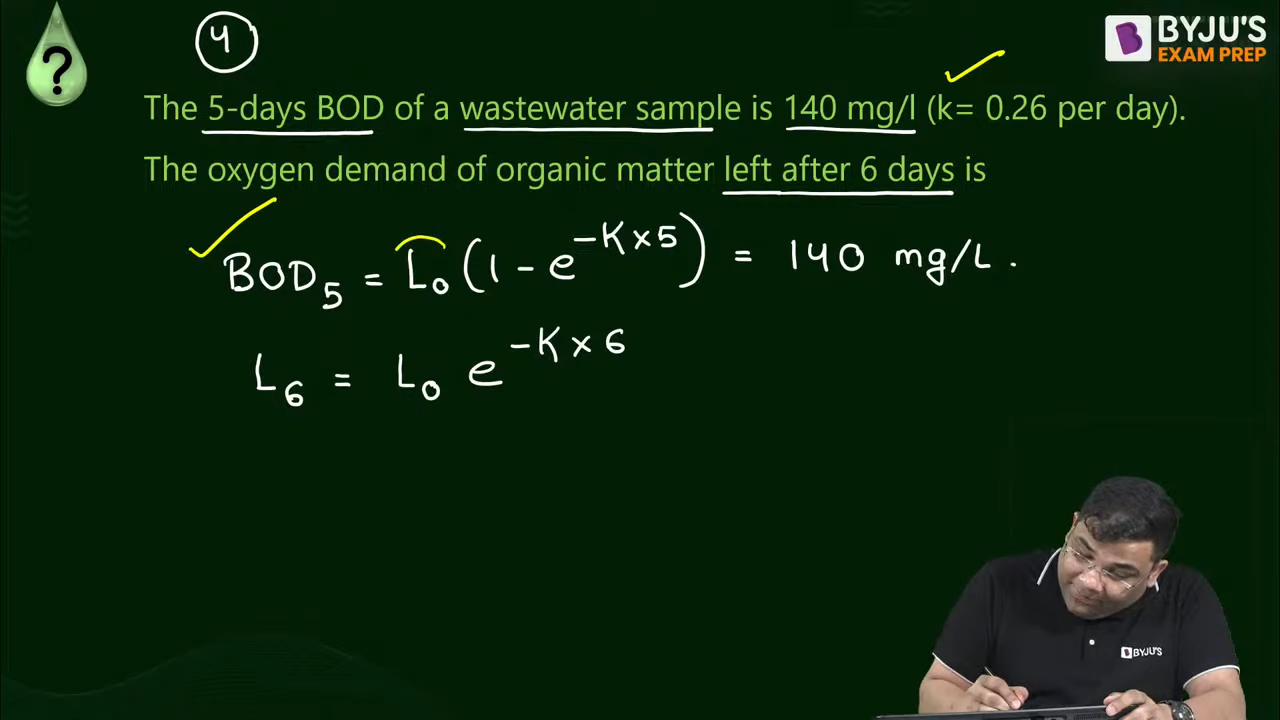 ?
4
BYJU'S
EXAM PREP
The 5-days BOD of a wastewater sample is 140 mg/l (k= 0.26 per day).
The oxygen demand of organic matter left after 6 days is
BOD₅ = L₀ (1 - e^{-K×5}) = 140 mg/L.
L₆ = L₀ e^{-K×6}
BYJU'S